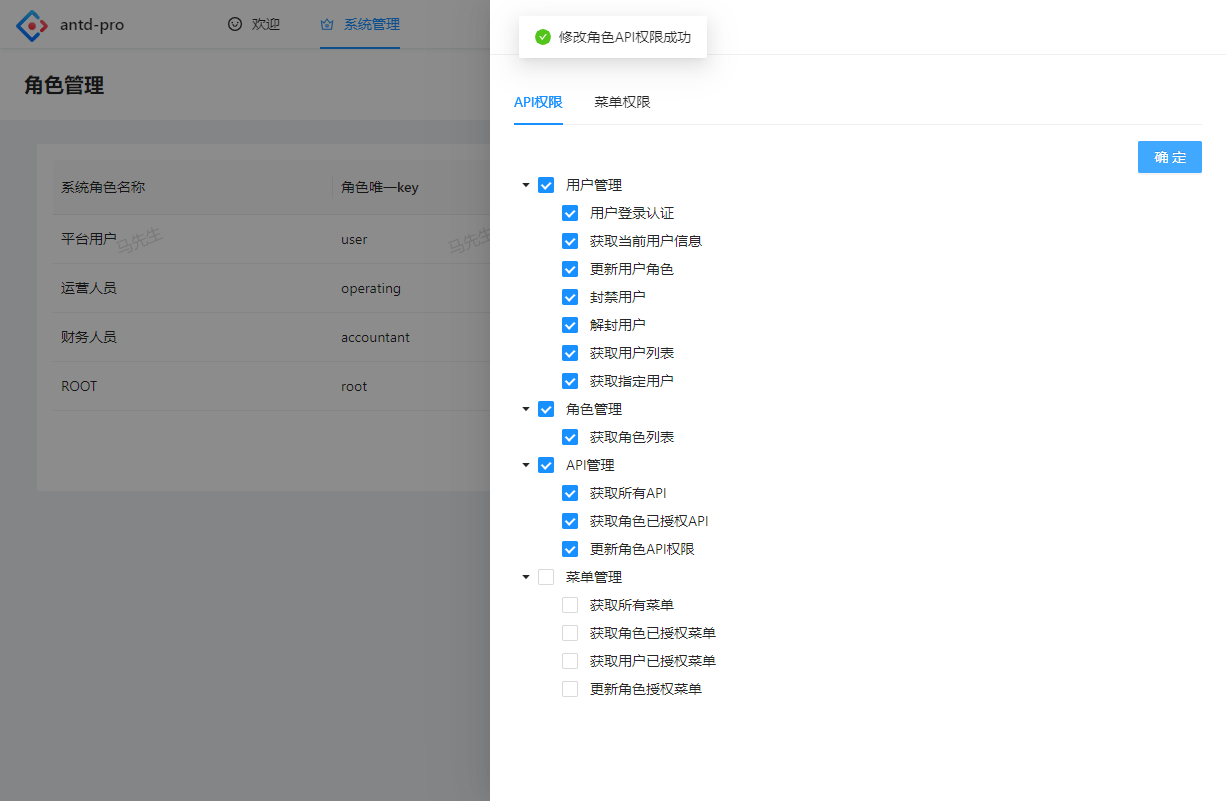 antd-pro
欢迎
系统管理
角色管理
系统角色名称
角色唯一key
平台用户
user
运营人员
operating
财务人员
accountant
ROOT
root
马先生
马先生
修改角色API权限成功
API权限
菜单权限
确 定
用户管理
用户登录认证
获取当前用户信息
更新用户角色
封禁用户
解封用户
获取用户列表
获取指定用户
角色管理
获取角色列表
API管理
获取所有API
获取角色已授权API
更新角色API权限
菜单管理
获取所有菜单
获取角色已授权菜单
获取用户已授权菜单
更新角色授权菜单